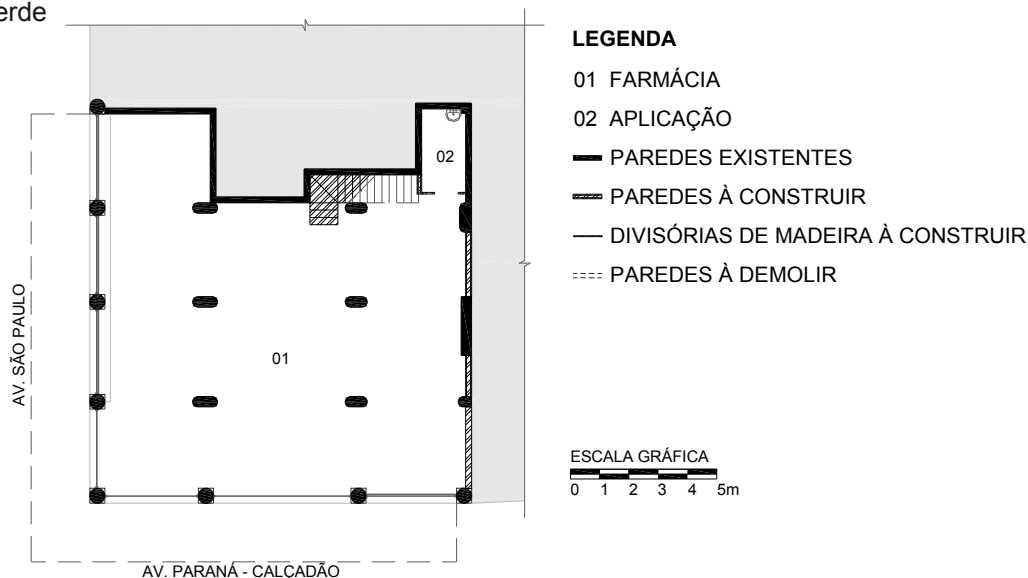 erde
LEGENDA
01 FARMÁCIA
02 APLICAÇÃO
PAREDES EXISTENTES
PAREDES À CONSTRUIR
DIVISÓRIAS DE MADEIRA À CONSTRUIR
PAREDES À DEMOLIR
02
01
AV. SÃO PAULO
AV. PARANÁ - CALÇADÃO
ESCALA GRÁFICA
0 1 2 3 4 5m